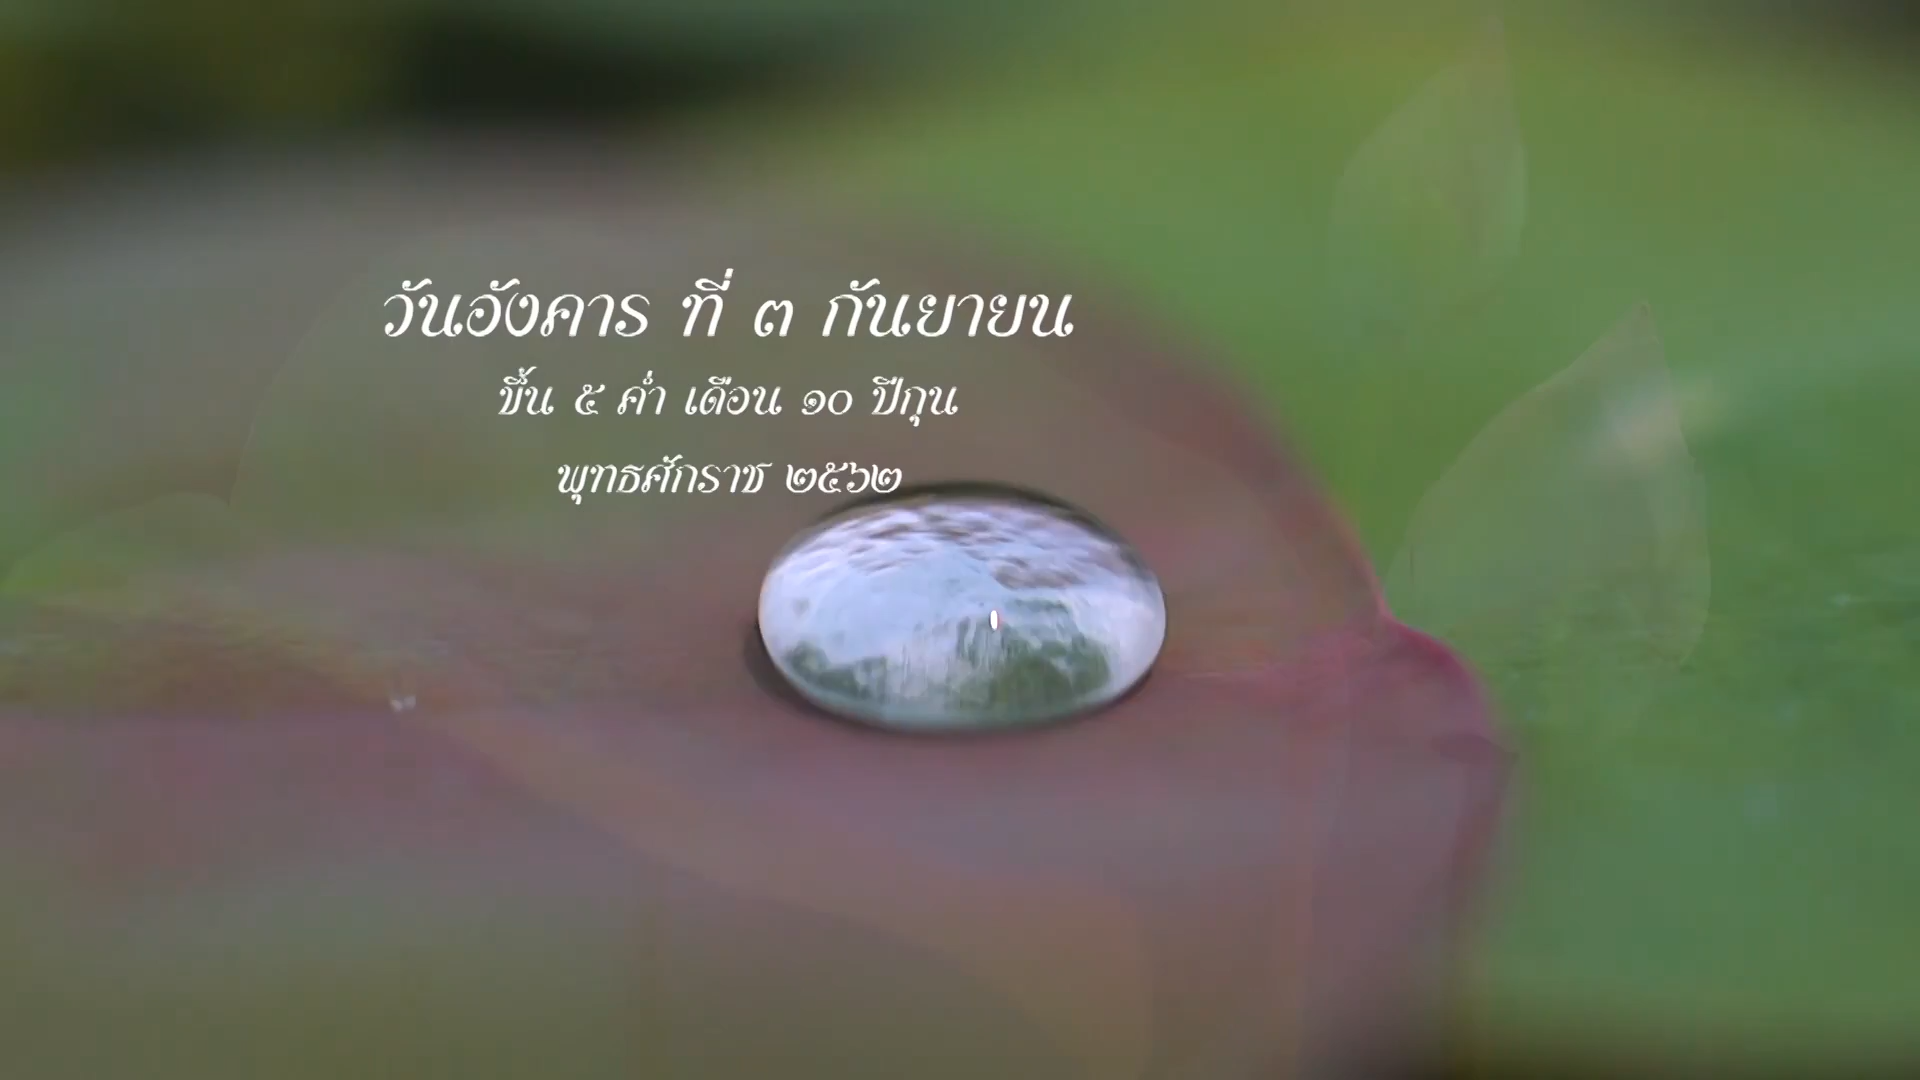 วันอังคาร ที่ ๓ กันยายน
ขึ้น ๕ ค่ำ เดือน ๑๐ ปีกุน
พุทธศักราช ๒๕๖๒